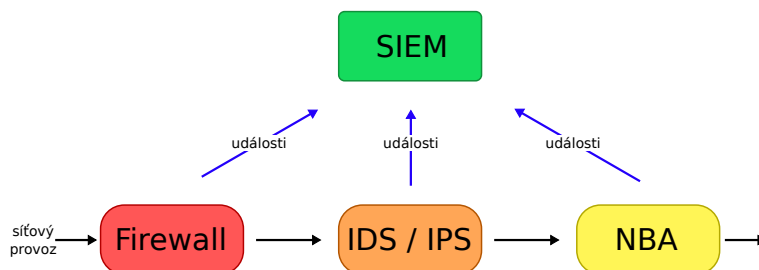 SIEM
události
události
události
síťový
provoz
Firewall
IDS / IPS
NBA